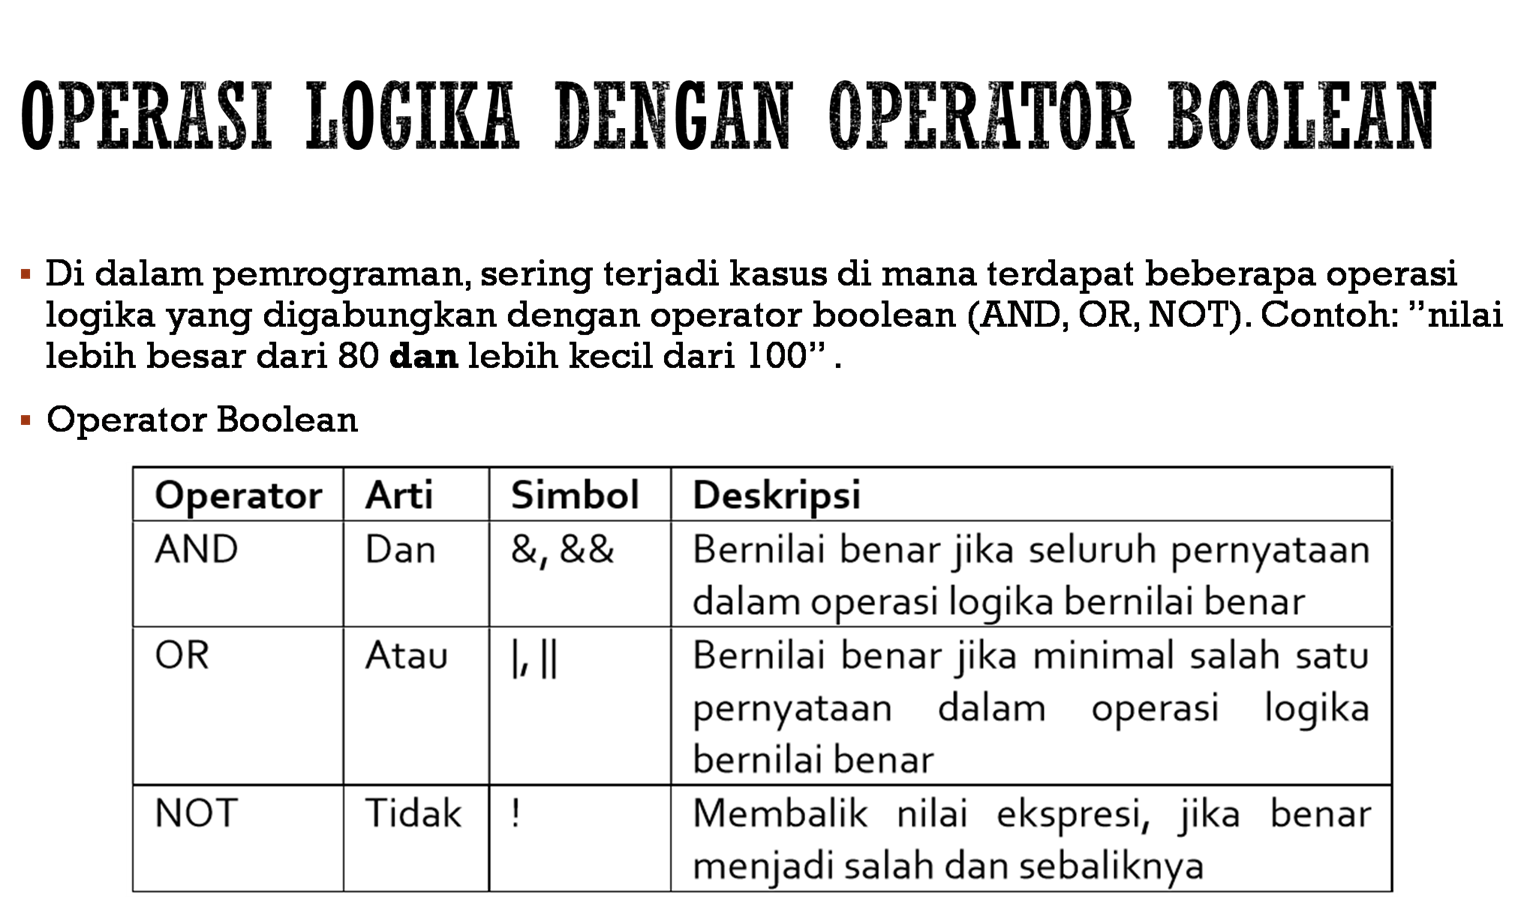 OPERASI LOGIKA DENGAN OPERATOR BOOLEAN
▪ Di dalam pemrograman, sering terjadi kasus di mana terdapat beberapa operasi
logika yang digabungkan dengan operator boolean (AND, OR, NOT). Contoh: ”nilai
lebih besar dari 80 dan lebih kecil dari 100” .
▪ Operator Boolean
Operator Arti Simbol Deskripsi
AND Dan &, && Bernilai benar jika seluruh pernyataan
dalam operasi logika bernilai benar
OR Atau |, || Bernilai benar jika minimal salah satu
pernyataan dalam operasi logika
bernilai benar
NOT Tidak ! Membalik nilai ekspresi, jika benar
menjadi salah dan sebaliknya